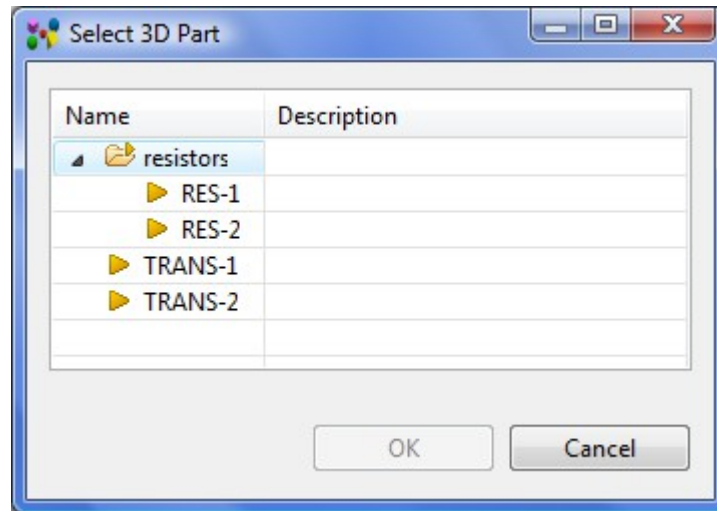 Select 3D Part
Name Description
resistors
RES-1
RES-2
TRANS-1
TRANS-2
OK Cancel